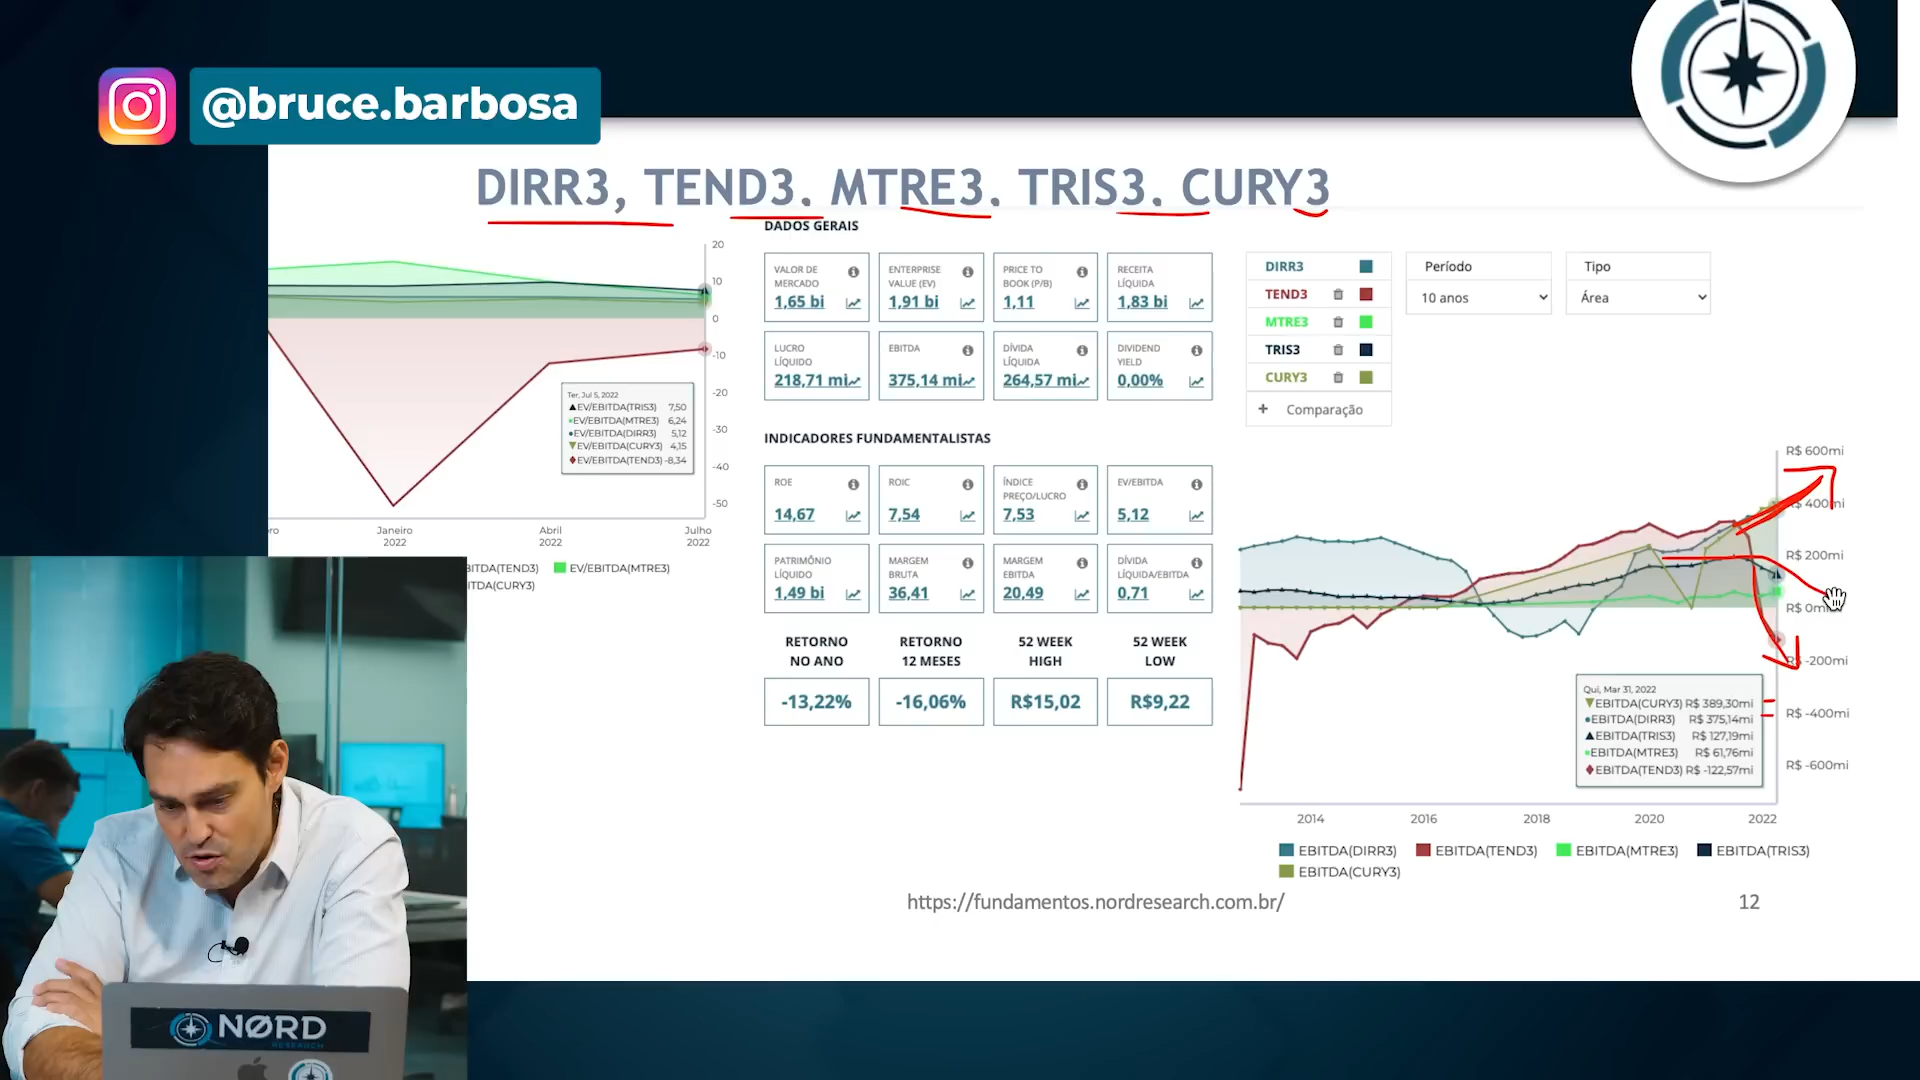 @bruce.barbosa
DIRR3, TEND3, MTRE3, TRIS3, CURY3
20
10
0
-10
-20
-30
-40
-50
Ter, Jul 5, 2022
EV/EBITDA(TRIS3) 7,50
EV/EBITDA(MTRE3) 6,24
EV/EBITDA(DIRR3) 5,12
EV/EBITDA(CURY3) 4,15
EV/EBITDA(TEND3) -8,34
ro
Janeiro 2022
Abril 2022
Julho 2022
BITDA(TEND3) EV/EBITDA(MTRE3)
ITDA(CURY3)
DADOS GERAIS
VALOR DE MERCADO
1,65 bi
ENTERPRISE VALUE (EV)
1,91 bi
PRICE TO BOOK (P/B)
1,11
RECEITA LÍQUIDA
1,83 bi
LUCRO LÍQUIDO
218,71 mi
EBITDA
375,14 mi
DÍVIDA LÍQUIDA
264,57 mi
DIVIDEND YIELD
0,00%
INDICADORES FUNDAMENTALISTAS
ROE
14,67
ROIC
7,54
ÍNDICE PREÇO/LUCRO
7,53
EV/EBITDA
5,12
PATRIMÔNIO LÍQUIDO
1,49 bi
MARGEM BRUTA
36,41
MARGEM EBITDA
20,49
DÍVIDA LÍQUIDA/EBITDA
0,71
RETORNO NO ANO
-13,22%
RETORNO 12 MESES
-16,06%
52 WEEK HIGH
R$15,02
52 WEEK LOW
R$9,22
DIRR3
TEND3
MTRE3
TRIS3
CURY3
+ Comparação
Período
10 anos
Tipo
Área
R$ 600mi
R$ 400mi
R$ 200mi
R$ 0mi
R$ -200mi
R$ -400mi
R$ -600mi
Qui, Mar 31, 2022
EBITDA(CURY3) R$ 389,30mi
EBITDA(DIRR3) R$ 375,14mi
EBITDA(TRIS3) R$ 127,19mi
EBITDA(MTRE3) R$ 61,76mi
EBITDA(TEND3) R$ -122,57mi
2014 2016 2018 2020 2022
EBITDA(DIRR3) EBITDA(TEND3) EBITDA(MTRE3) EBITDA(TRIS3)
EBITDA(CURY3)
https://fundamentos.nordresearch.com.br/
12
NØRD
RESEARCH